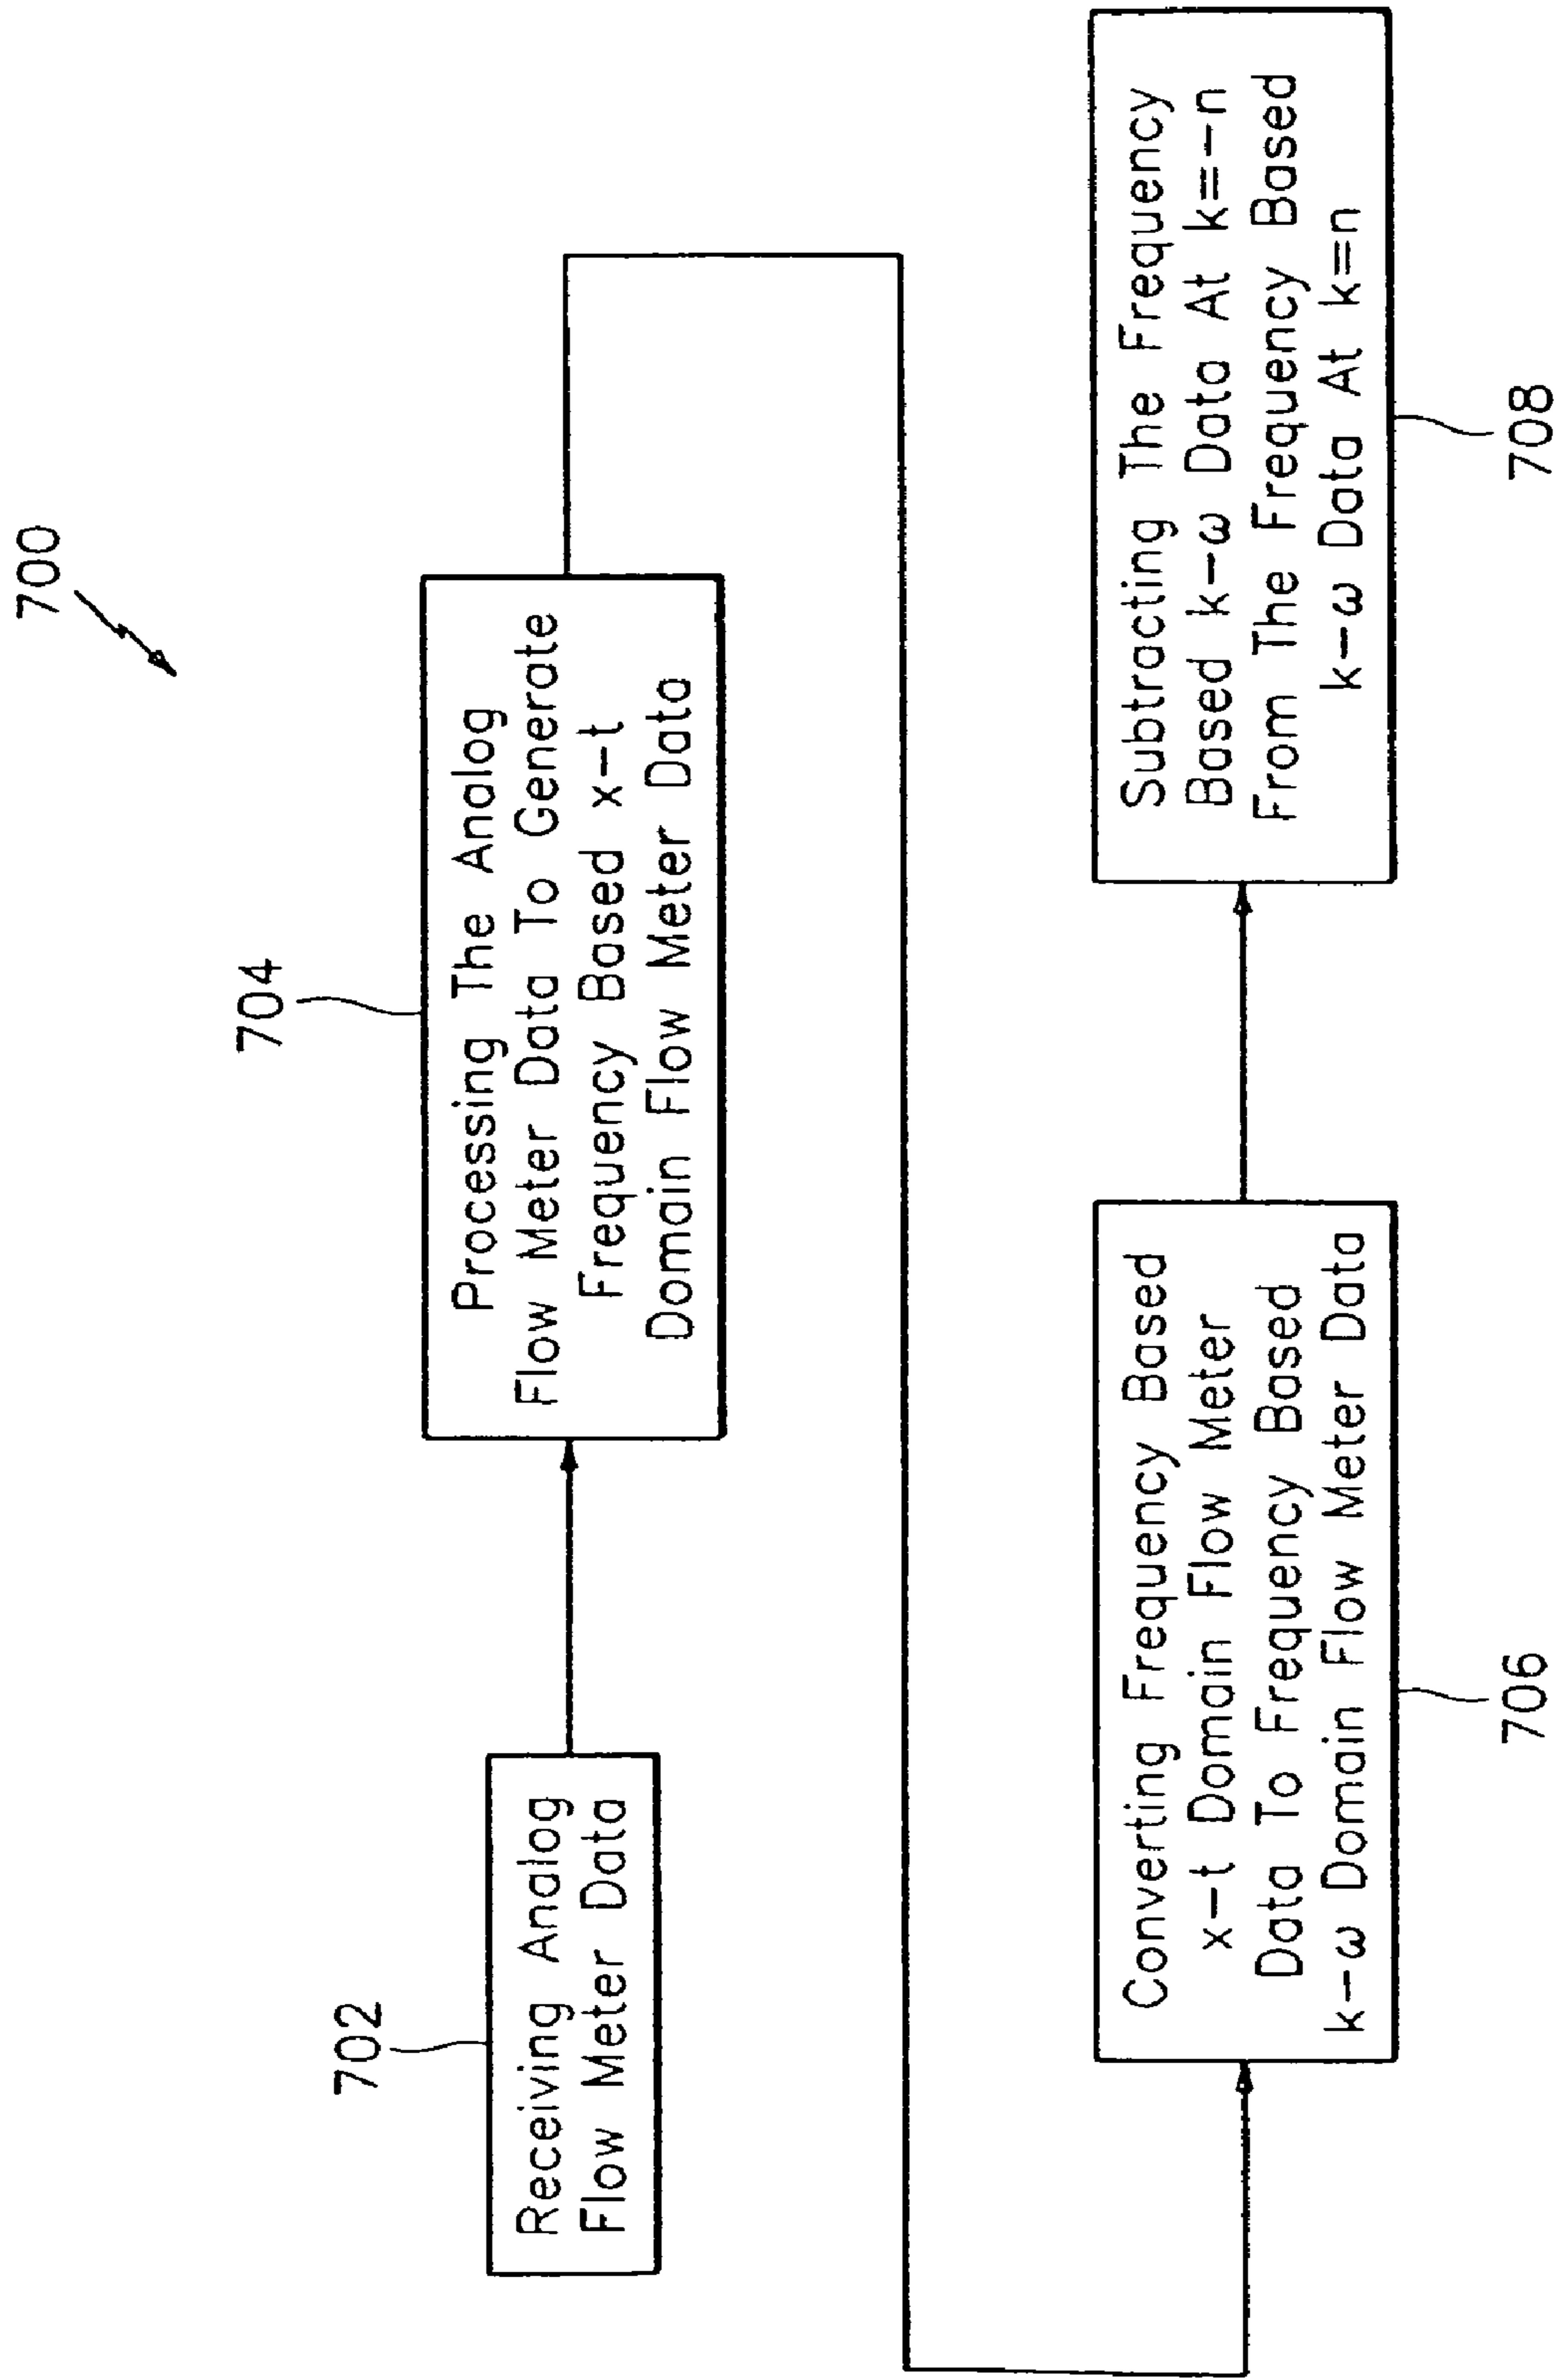 700
702
Receiving Analog
Flow Meter Data
704
Processing The Analog
Flow Meter Data To Generate
Frequency Based x-t
Domain Flow Meter Data
Converting Frequency Based
x-t Domain Flow Meter
Data To Frequency Based
k-ω Domain Flow Meter Data
706
Subtracting The Frequency
Based k-ω Data At k=-n
From The Frequency Based
k-ω Data At k=n
708